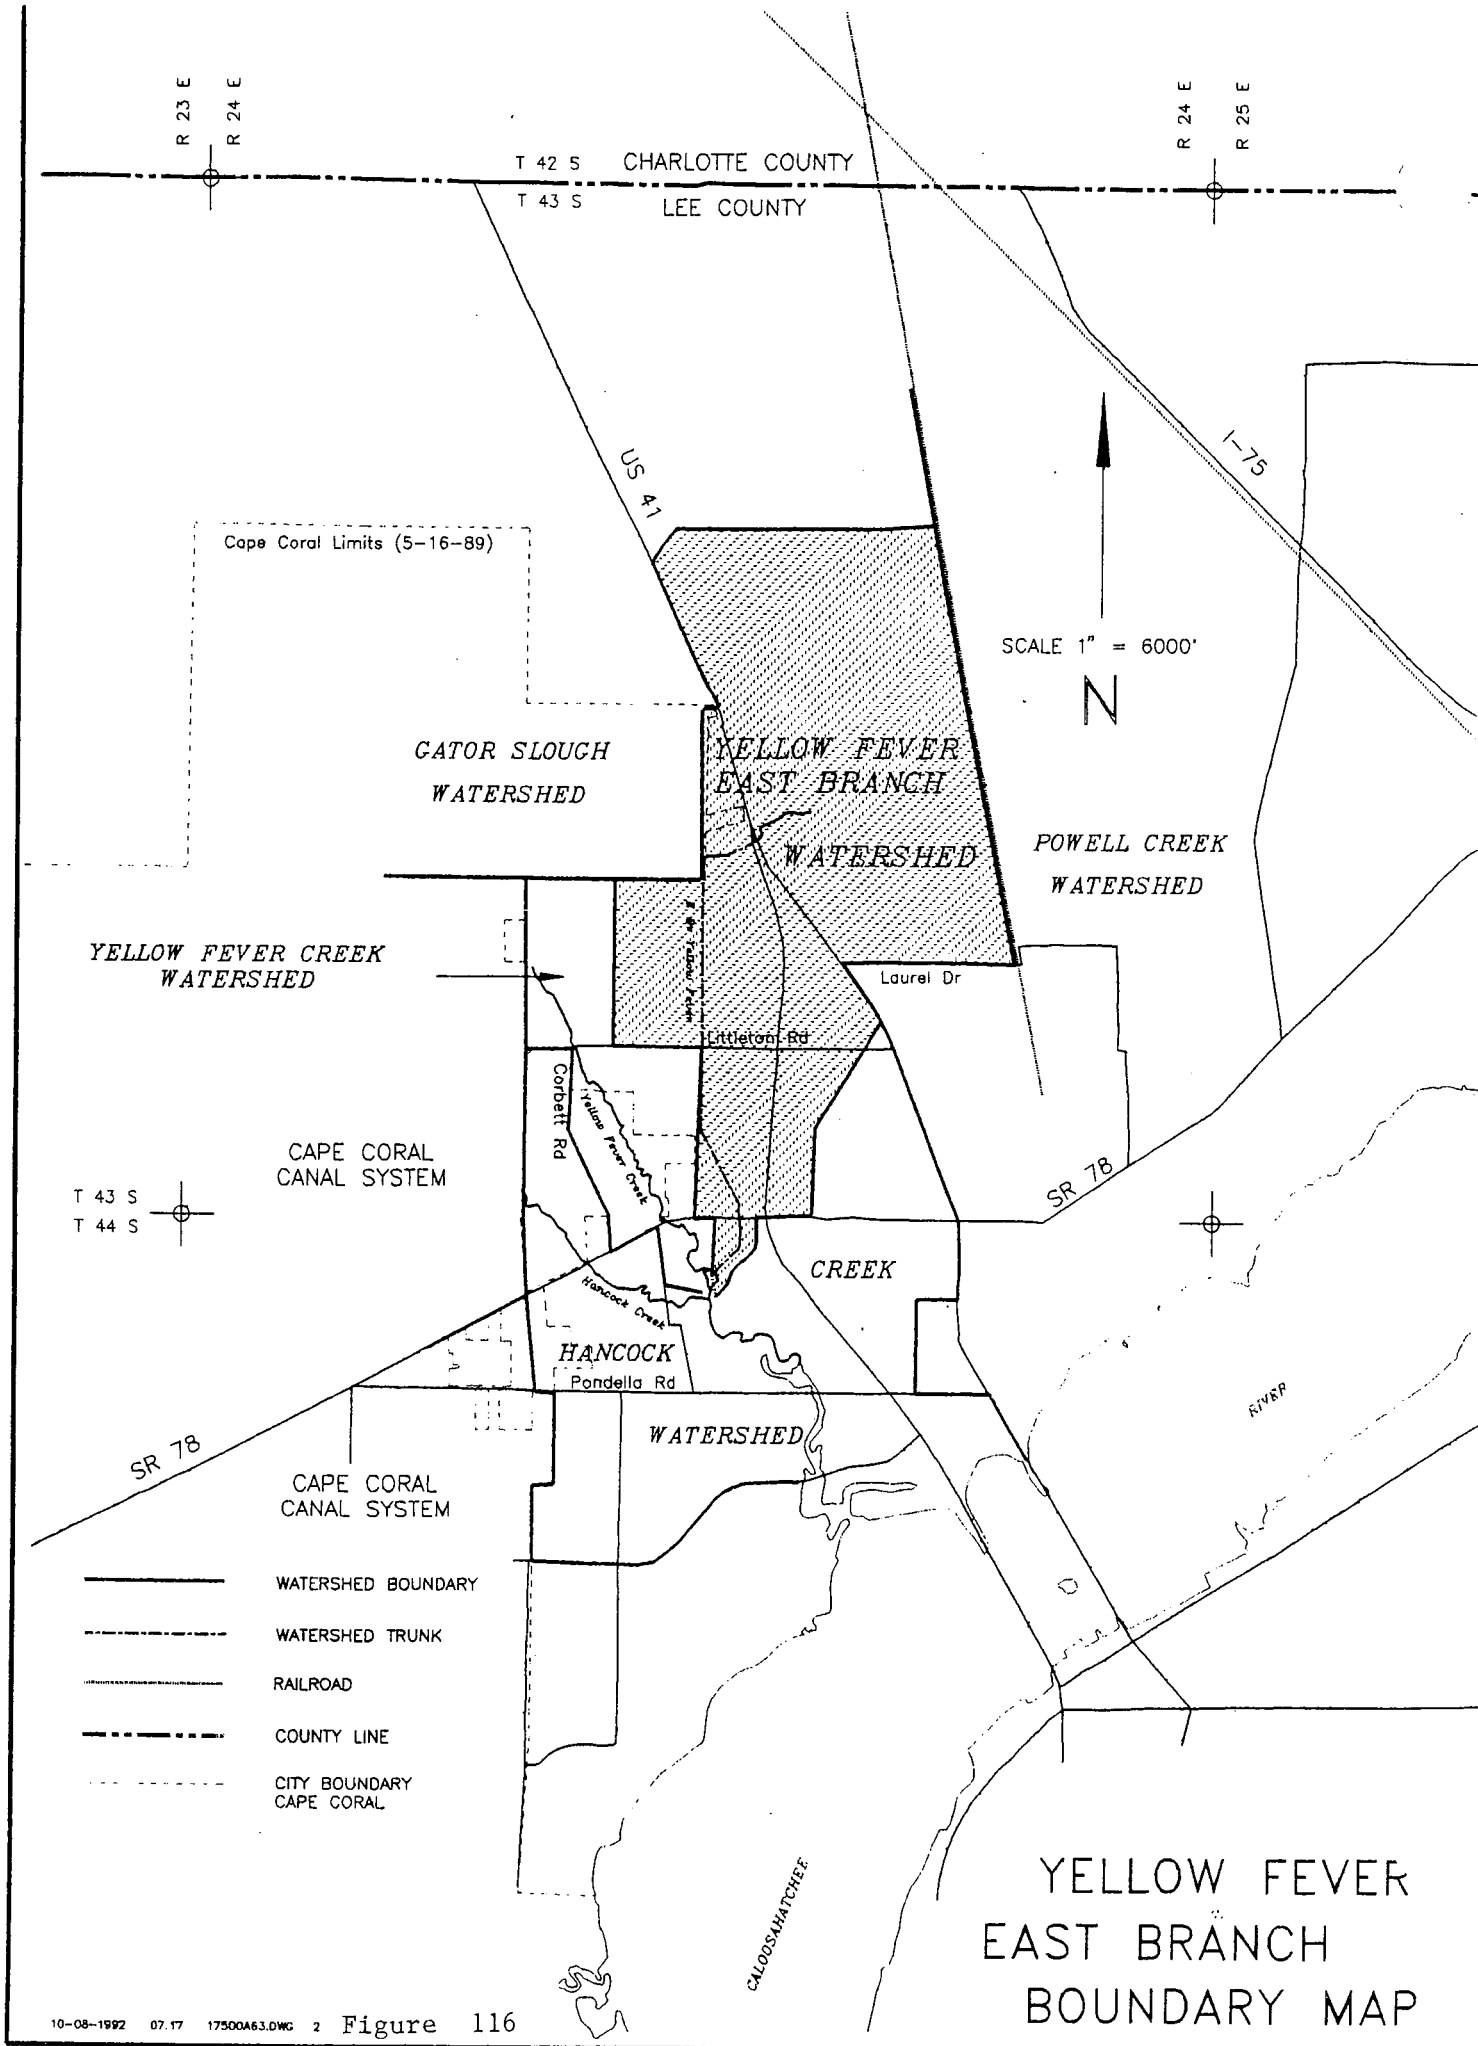 R 23 E
R 24 E
R 24 E
R 25 E
T 42 S
CHARLOTTE COUNTY
T 43 S
LEE COUNTY
US 41
I-75
Cape Coral Limits (5-16-89)
SCALE 1" = 6000'
N
GATOR SLOUGH
WATERSHED
YELLOW FEVER
EAST BRANCH
WATERSHED
POWELL CREEK
WATERSHED
YELLOW FEVER CREEK
WATERSHED
Yellow Fever
Laurel Dr
Littleton Rd
Corbett Rd
Yellow Fever Creek
CAPE CORAL
CANAL SYSTEM
T 43 S
T 44 S
SR 78
CREEK
Hancock Creek
HANCOCK
Pondella Rd
WATERSHED
RIVER
SR 78
CAPE CORAL
CANAL SYSTEM
WATERSHED BOUNDARY
WATERSHED TRUNK
RAILROAD
COUNTY LINE
CITY BOUNDARY
CAPE CORAL
CALOOSAHATCHEE
YELLOW FEVER
EAST BRANCH
BOUNDARY MAP
10-08-1992 07.17 17500A63.DWG 2 Figure 116